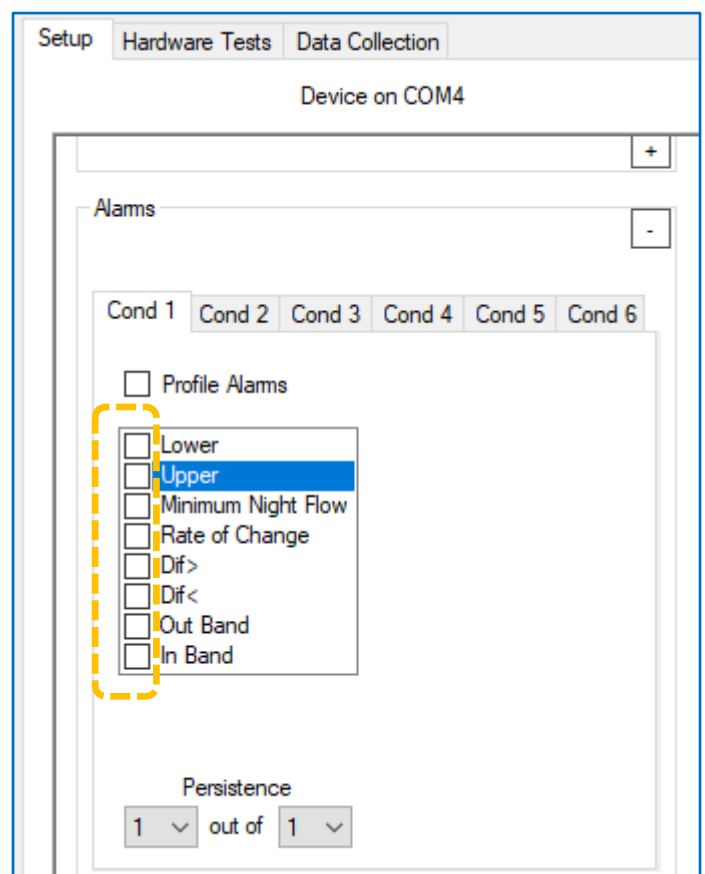 Setup Hardware Tests Data Collection
Device on COM4
+
Alarms
-
Cond 1 Cond 2 Cond 3 Cond 4 Cond 5 Cond 6
Profile Alarms
Lower
Upper
Minimum Night Flow
Rate of Change
Dif>
Dif<
Out Band
In Band
Persistence
1 out of 1